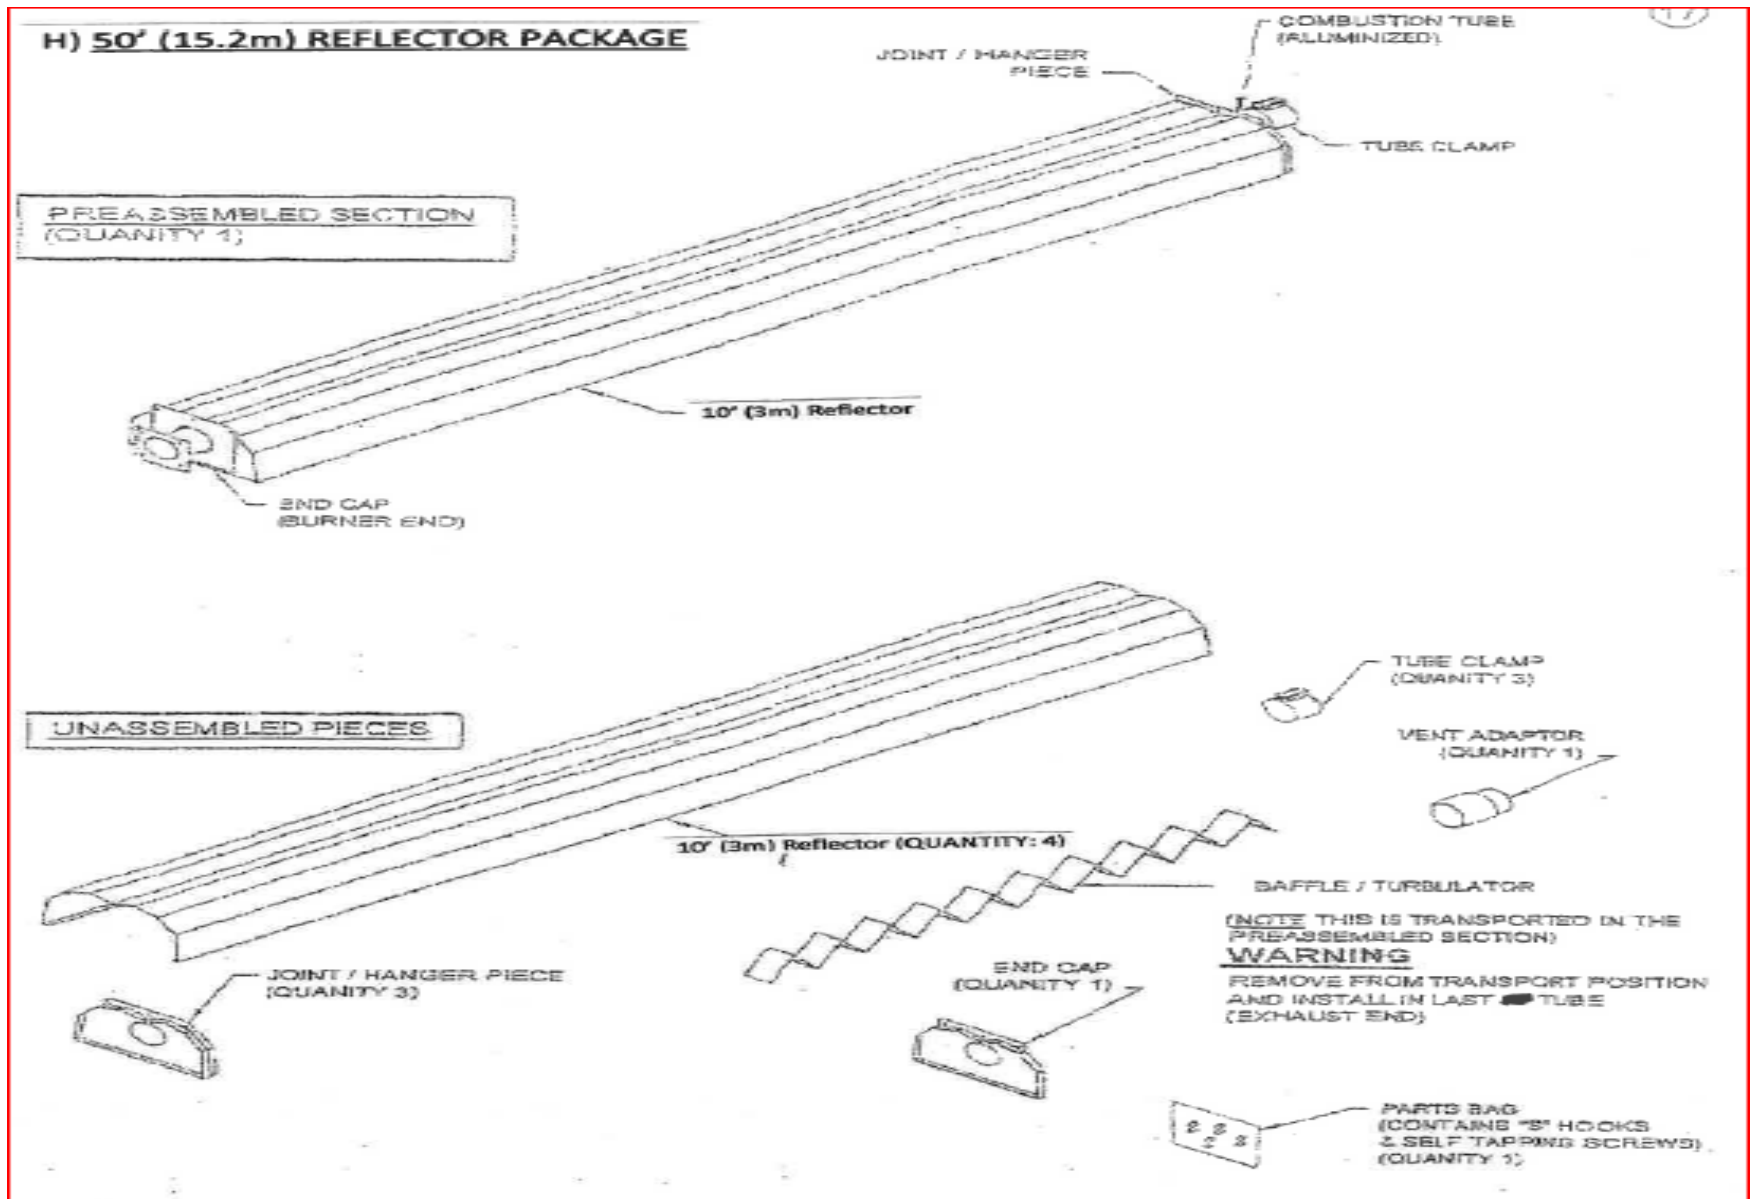 17
H) 50' (15.2m) REFLECTOR PACKAGE
COMBUSTION TUBE
(ALUMINIZED)
JOINT / HANGER
PIECE
TUBE CLAMP
PREASSEMBLED SECTION
(QUANITY 1)
10' (3m) Reflector
END CAP
(BURNER END)
TUBE CLAMP
(QUANITY 3)
UNASSEMBLED PIECES
VENT ADAPTOR
(QUANITY 1)
10' (3m) Reflector (QUANTITY: 4)
BAFFLE / TURBULATOR
(NOTE THIS IS TRANSPORTED IN THE
PREASSEMBLED SECTION)
WARNING
REMOVE FROM TRANSPORT POSITION
AND INSTALL IN LAST TUBE
(EXHAUST END)
JOINT / HANGER PIECE
(QUANITY 3)
END CAP
(QUANITY 1)
PARTS BAG
(CONTAINS "S" HOOKS
& SELF TAPPING SCREWS)
(QUANITY 1)